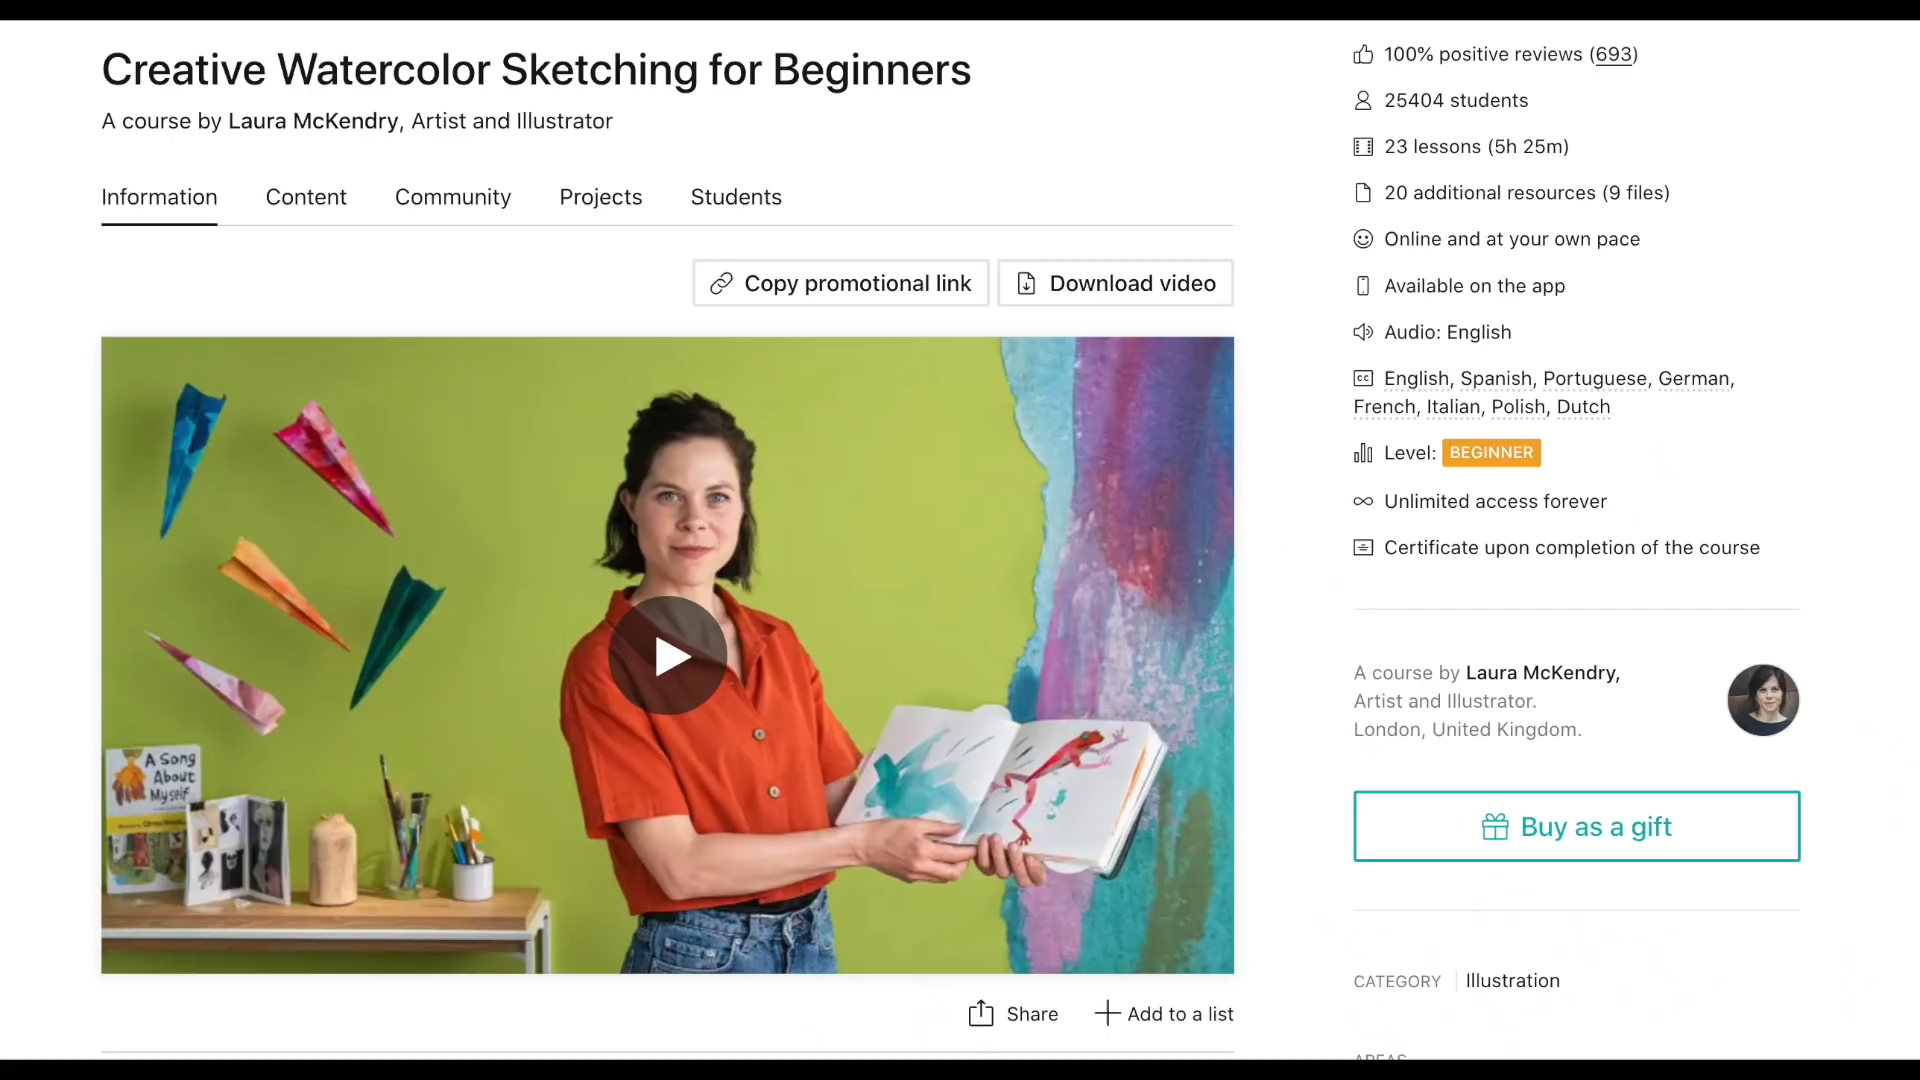 Creative Watercolor Sketching for Beginners
A course by Laura McKendry, Artist and Illustrator
Information Content Community Projects Students
Copy promotional link Download video
A Song
About
Myself
Share Add to a list
100% positive reviews (693)
25404 students
23 lessons (5h 25m)
20 additional resources (9 files)
Online and at your own pace
Available on the app
Audio: English
CC English, Spanish, Portuguese, German,
French, Italian, Polish, Dutch
Level: BEGINNER
Unlimited access forever
Certificate upon completion of the course
A course by Laura McKendry,
Artist and Illustrator.
London, United Kingdom.
Buy as a gift
CATEGORY Illustration
AREAS